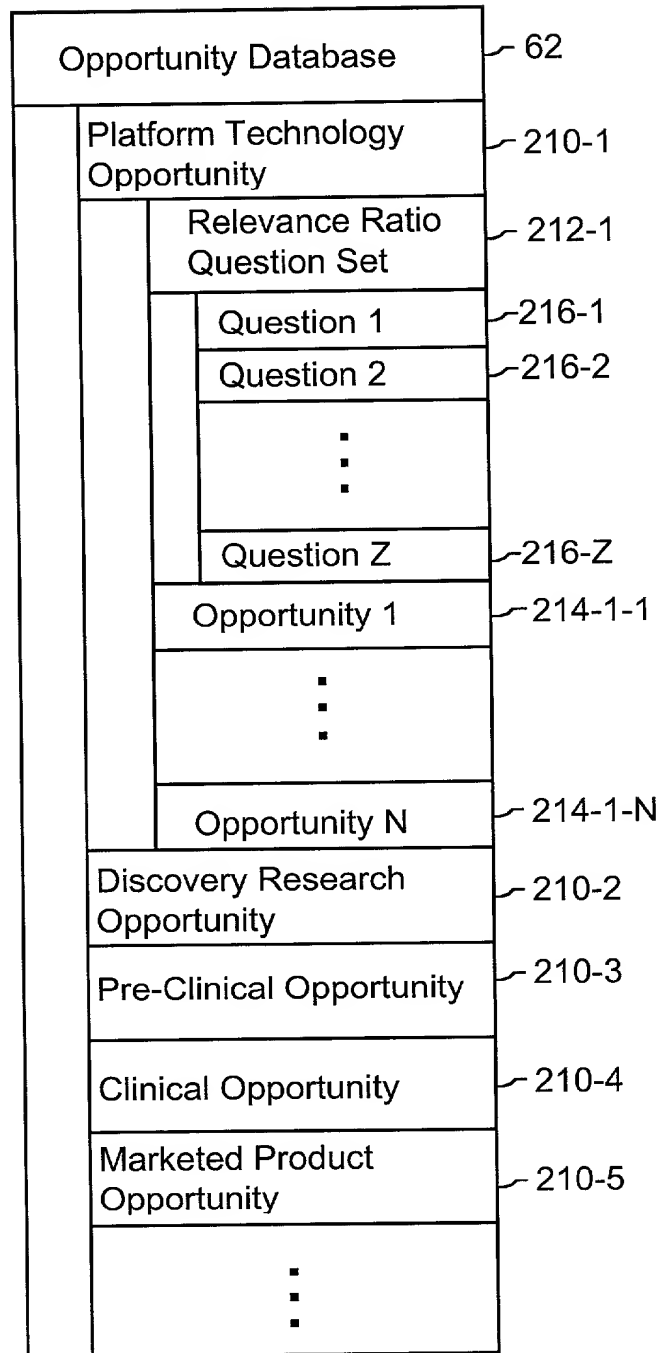 Opportunity Database 62
Platform Technology 210-1
Opportunity
Relevance Ratio 212-1
Question Set
Question 1 216-1
Question 2 216-2
Question Z 216-Z
Opportunity 1 214-1-1
Opportunity N 214-1-N
Discovery Research 210-2
Opportunity
Pre-Clinical Opportunity 210-3
Clinical Opportunity 210-4
Marketed Product 210-5
Opportunity